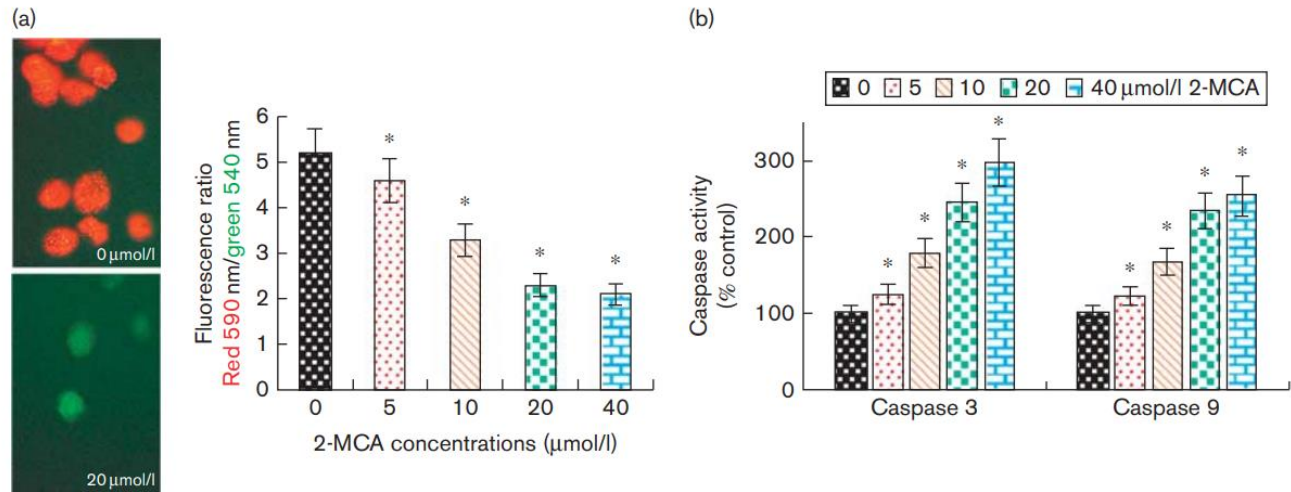 (a)
0 μmol/l
20 μmol/l
Fluorescence ratio
Red 590 nm/green 540 nm
6
5
4
3
2
1
0
*
*
*
*
0 5 10 20 40
2-MCA concentrations (μmol/l)
(b)
0 5 10 20 40 μmol/l 2-MCA
Caspase activity
(% control)
300
200
100
0
*
*
*
*
*
*
*
*
Caspase 3 Caspase 9